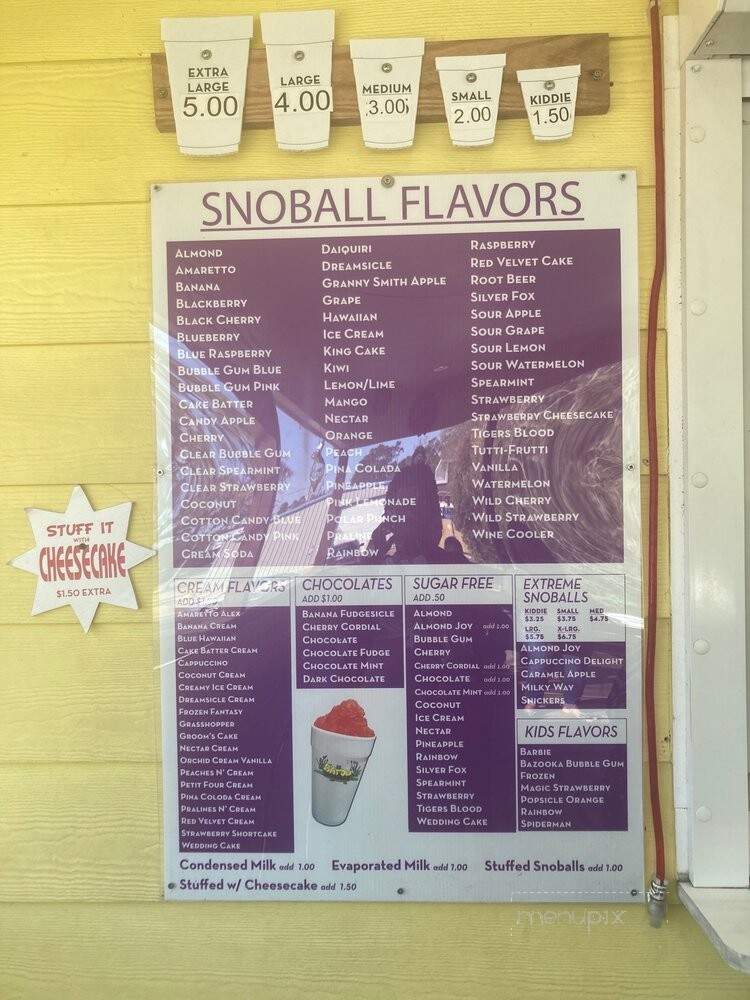 EXTRA
LARGE
5.00
LARGE
4.00
MEDIUM
3.00
SMALL
2.00
KIDDIE
1.50
SNOBALL FLAVORS
ALMOND
AMARETTO
BANANA
BLACKBERRY
BLACK CHERRY
BLUEBERRY
BLUE RASPBERRY
BUBBLE GUM BLUE
BUBBLE GUM PINK
CAKE BATTER
CANDY APPLE
CHERRY
CLEAR BUBBLE GUM
CLEAR SPEARMINT
CLEAR STRAWBERRY
COCONUT
COTTON CANDY BLUE
COTTON CANDY PINK
CREAM SODA
DAIQUIRI
DREAMSICLE
GRANNY SMITH APPLE
GRAPE
HAWAIIAN
ICE CREAM
KING CAKE
KIWI
LEMON/LIME
MANGO
NECTAR
ORANGE
PEACH
PINA COLADA
PINEAPPLE
PINK LEMONADE
POLAR PUNCH
PRALINE
RAINBOW
RASPBERRY
RED VELVET CAKE
ROOT BEER
SILVER FOX
SOUR APPLE
SOUR GRAPE
SOUR LEMON
SOUR WATERMELON
SPEARMINT
STRAWBERRY
STRAWBERRY CHEESECAKE
TIGERS BLOOD
TUTTI-FRUTTI
VANILLA
WATERMELON
WILD CHERRY
WILD STRAWBERRY
WINE COOLER
STUFF IT
WITH
CHEESECAKE
$1.50 EXTRA
CREAM FLAVORS
ADD
AMARETTO ALEX
BANANA CREAM
BLUE HAWAIIAN
CAKE BATTER CREAM
CAPPUCCINO
COCONUT CREAM
CREAMY ICE CREAM
DREAMSICLE CREAM
FROZEN FANTASY
GRASSHOPPER
GROOM'S CAKE
NECTAR CREAM
ORCHID CREAM VANILLA
PEACHES N' CREAM
PETIT FOUR CREAM
PINA COLODA CREAM
PRALINES N' CREAM
RED VELVET CREAM
STRAWBERRY SHORTCAKE
WEDDING CAKE
CHOCOLATES
ADD $1.00
BANANA FUDGESICLE
CHERRY CORDIAL
CHOCOLATE
CHOCOLATE FUDGE
CHOCOLATE MINT
DARK CHOCOLATE
SUGAR FREE
ADD .50
ALMOND
ALMOND JOY add 1.00
BUBBLE GUM
CHERRY
CHERRY CORDIAL add 1.00
CHOCOLATE add 1.00
CHOCOLATE MINT add 1.00
COCONUT
ICE CREAM
NECTAR
PINEAPPLE
RAINBOW
SILVER FOX
SPEARMINT
STRAWBERRY
TIGERS BLOOD
WEDDING CAKE
EXTREME
SNOBALLS
KIDDIE SMALL MED
$3.25 $3.75 $4.75
LRG. X-LRG.
$5.75 $6.75
ALMOND JOY
CAPPUCCINO DELIGHT
CARAMEL APPLE
MILKY WAY
SNICKERS
KIDS FLAVORS
BARBIE
BAZOOKA BUBBLE GUM
FROZEN
MAGIC STRAWBERRY
POPSICLE ORANGE
RAINBOW
SPIDERMAN
Condensed Milk add 1.00 Evaporated Milk add 1.00 Stuffed Snoballs add 1.00
Stuffed w/ Cheesecake add 1.50
menupix